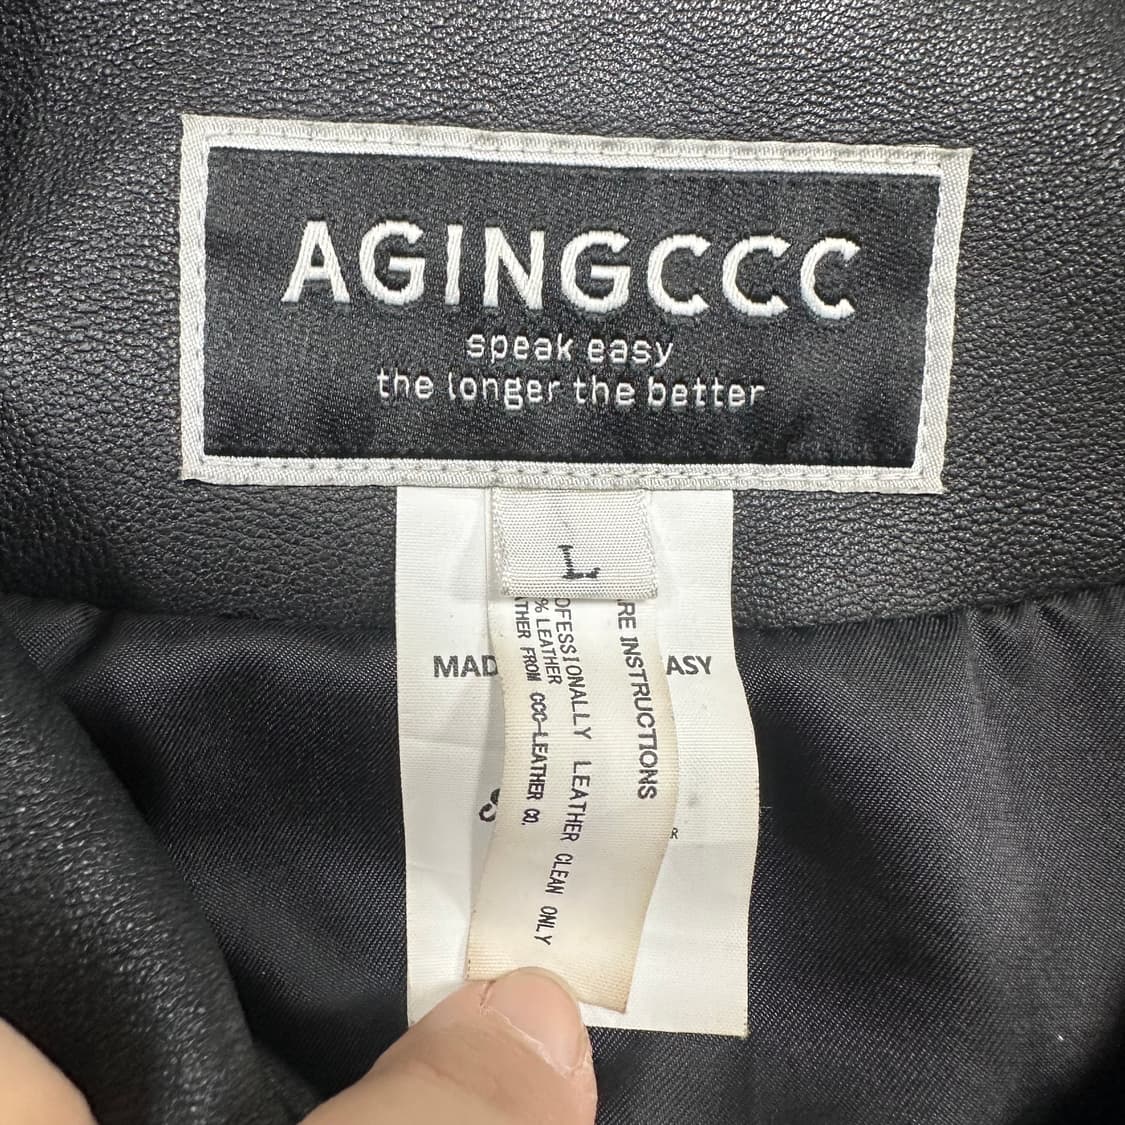 AGINGCCC
speak easy
the longer the better
L
RE INSTRUCTIONS
OFESSIONALLY LEATHER CLEAN ONLY
% LEATHER
THER FROM CCC-LEATHER CO.
MAD
ASY
R